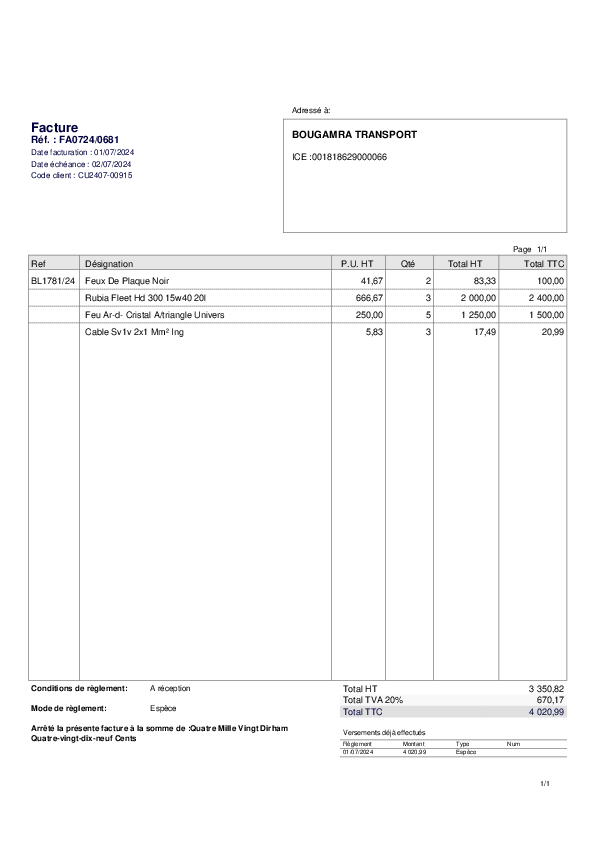 Adressé à:
Facture
Réf. : FA0724/0681
Date facturation : 01/07/2024
Date échéance : 02/07/2024
Code client : CU2407-00915
BOUGAMRA TRANSPORT
ICE :001818629000066
Page 1/1
Ref Désignation P.U. HT Qté Total HT Total TTC
BL1781/24 Feux De Plaque Noir 41,67 2 83,33 100,00
Rubia Fleet Hd 300 15w40 20l 666,67 3 2 000,00 2 400,00
Feu Ar-d- Cristal A/triangle Univers 250,00 5 1 250,00 1 500,00
Cable Sv1v 2x1 Mm² Ing 5,83 3 17,49 20,99
Conditions de règlement: A réception
Mode de règlement: Espèce
Arrêté la présente facture à la somme de :Quatre Mille Vingt Dirham
Quatre-vingt-dix-neuf Cents
Total HT 3 350,82
Total TVA 20% 670,17
Total TTC 4 020,99
Versements déjà effectués
Règlement Montant Type Num
01/07/2024 4 020,99 Espèce
1/1